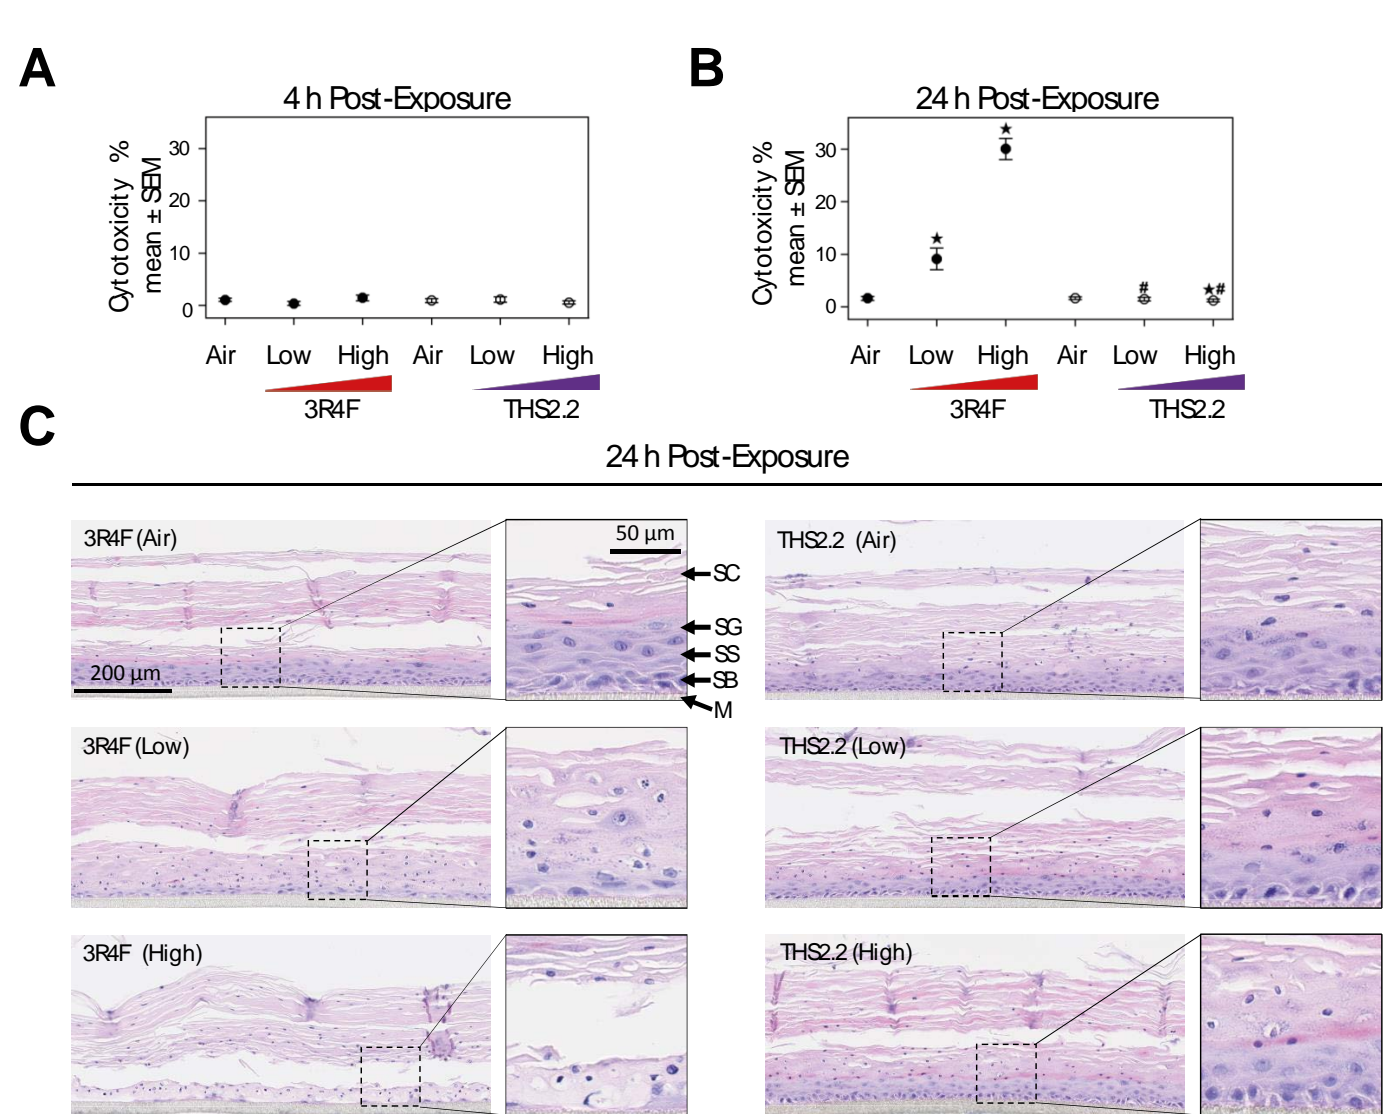 A
4 h Post-Exposure
Cytotoxicity %
mean ± SEM
30
20
10
0
Air Low High Air Low High
3R4F THS2.2
B
24 h Post-Exposure
Cytotoxicity %
mean ± SEM
30
20
10
0
★
★
#
★#
Air Low High Air Low High
3R4F THS2.2
C
24 h Post-Exposure
3R4F (Air)
200 µm
50 µm
SC
SG
SS
SB
M
THS2.2 (Air)
3R4F (Low)
THS2.2 (Low)
3R4F (High)
THS2.2 (High)